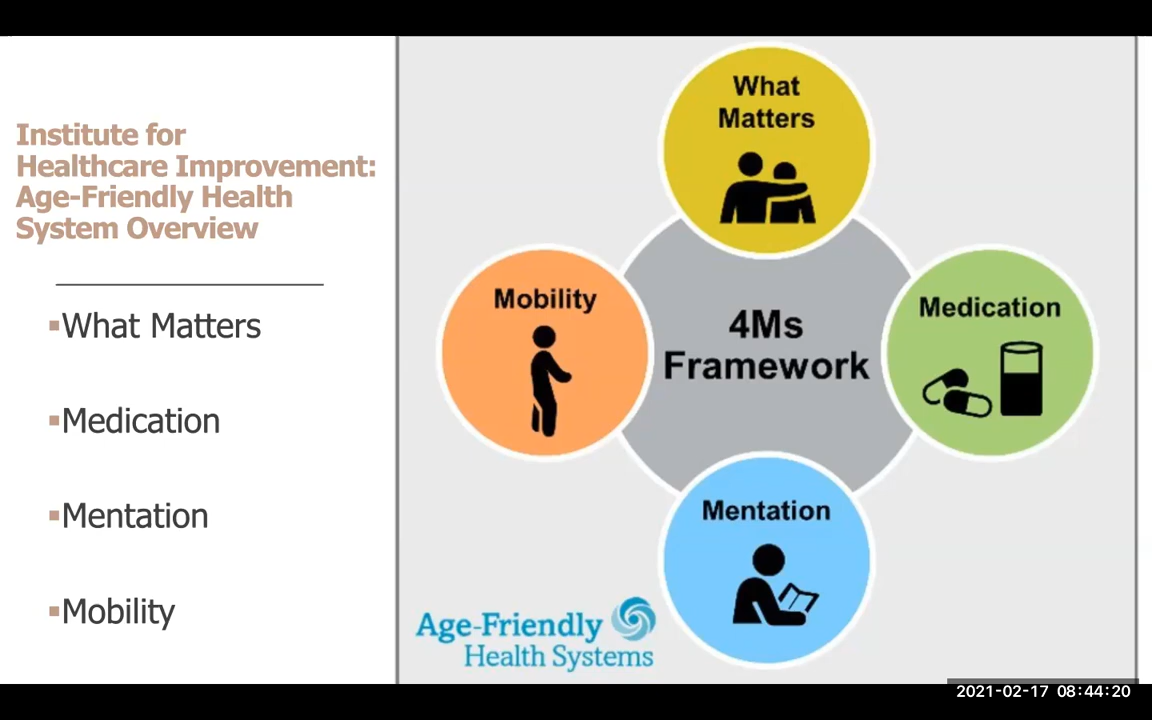 Institute for
Healthcare Improvement:
Age-Friendly Health
System Overview
▪What Matters
▪Medication
▪Mentation
▪Mobility
What
Matters
Mobility
4Ms
Framework
Medication
Mentation
Age-Friendly
Health Systems
2021-02-17 08:44:20